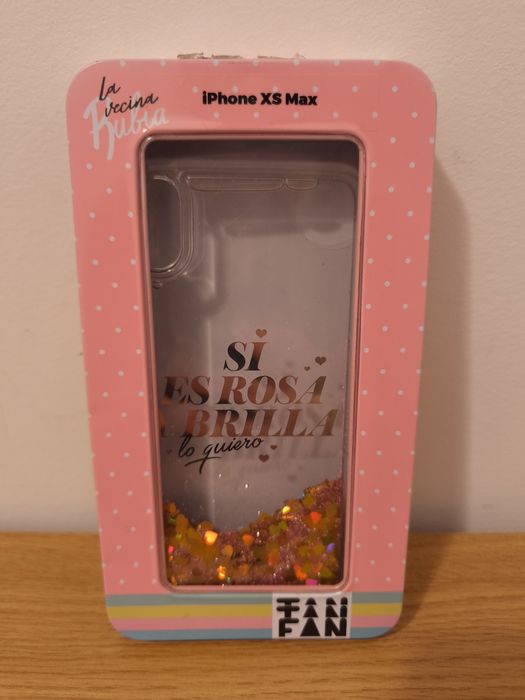 La
vecina
Rubia
iPhone XS Max
SI
ES ROSA
Y BRILLA
lo quiero
TAN
FAN